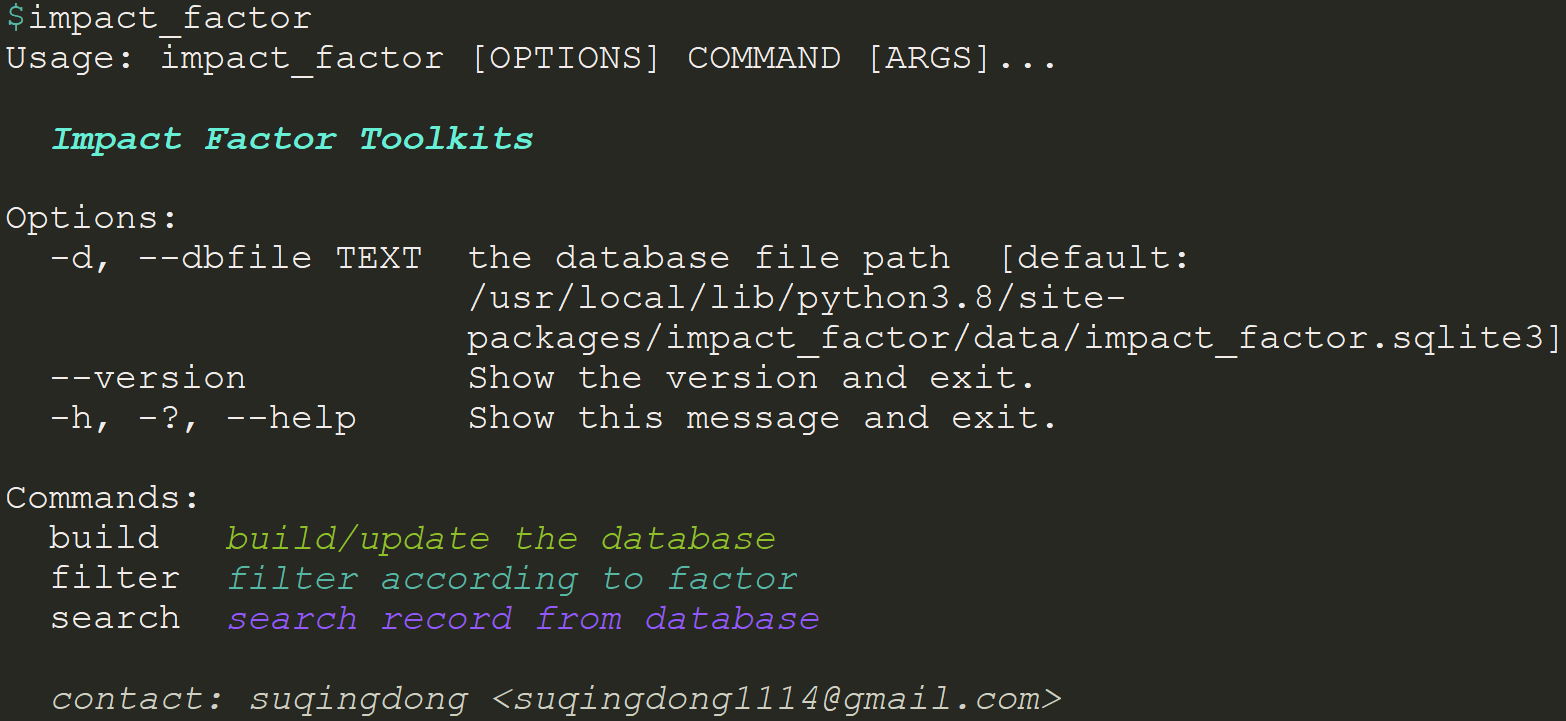 $impact_factor
Usage: impact_factor [OPTIONS] COMMAND [ARGS]...
Impact Factor Toolkits
Options:
-d, --dbfile TEXT  the database file path  [default:
/usr/local/lib/python3.8/site-
packages/impact_factor/data/impact_factor.sqlite3]
--version          Show the version and exit.
-h, -?, --help     Show this message and exit.
Commands:
build   build/update the database
filter  filter according to factor
search  search record from database
contact: suqingdong <suqingdong1114@gmail.com>